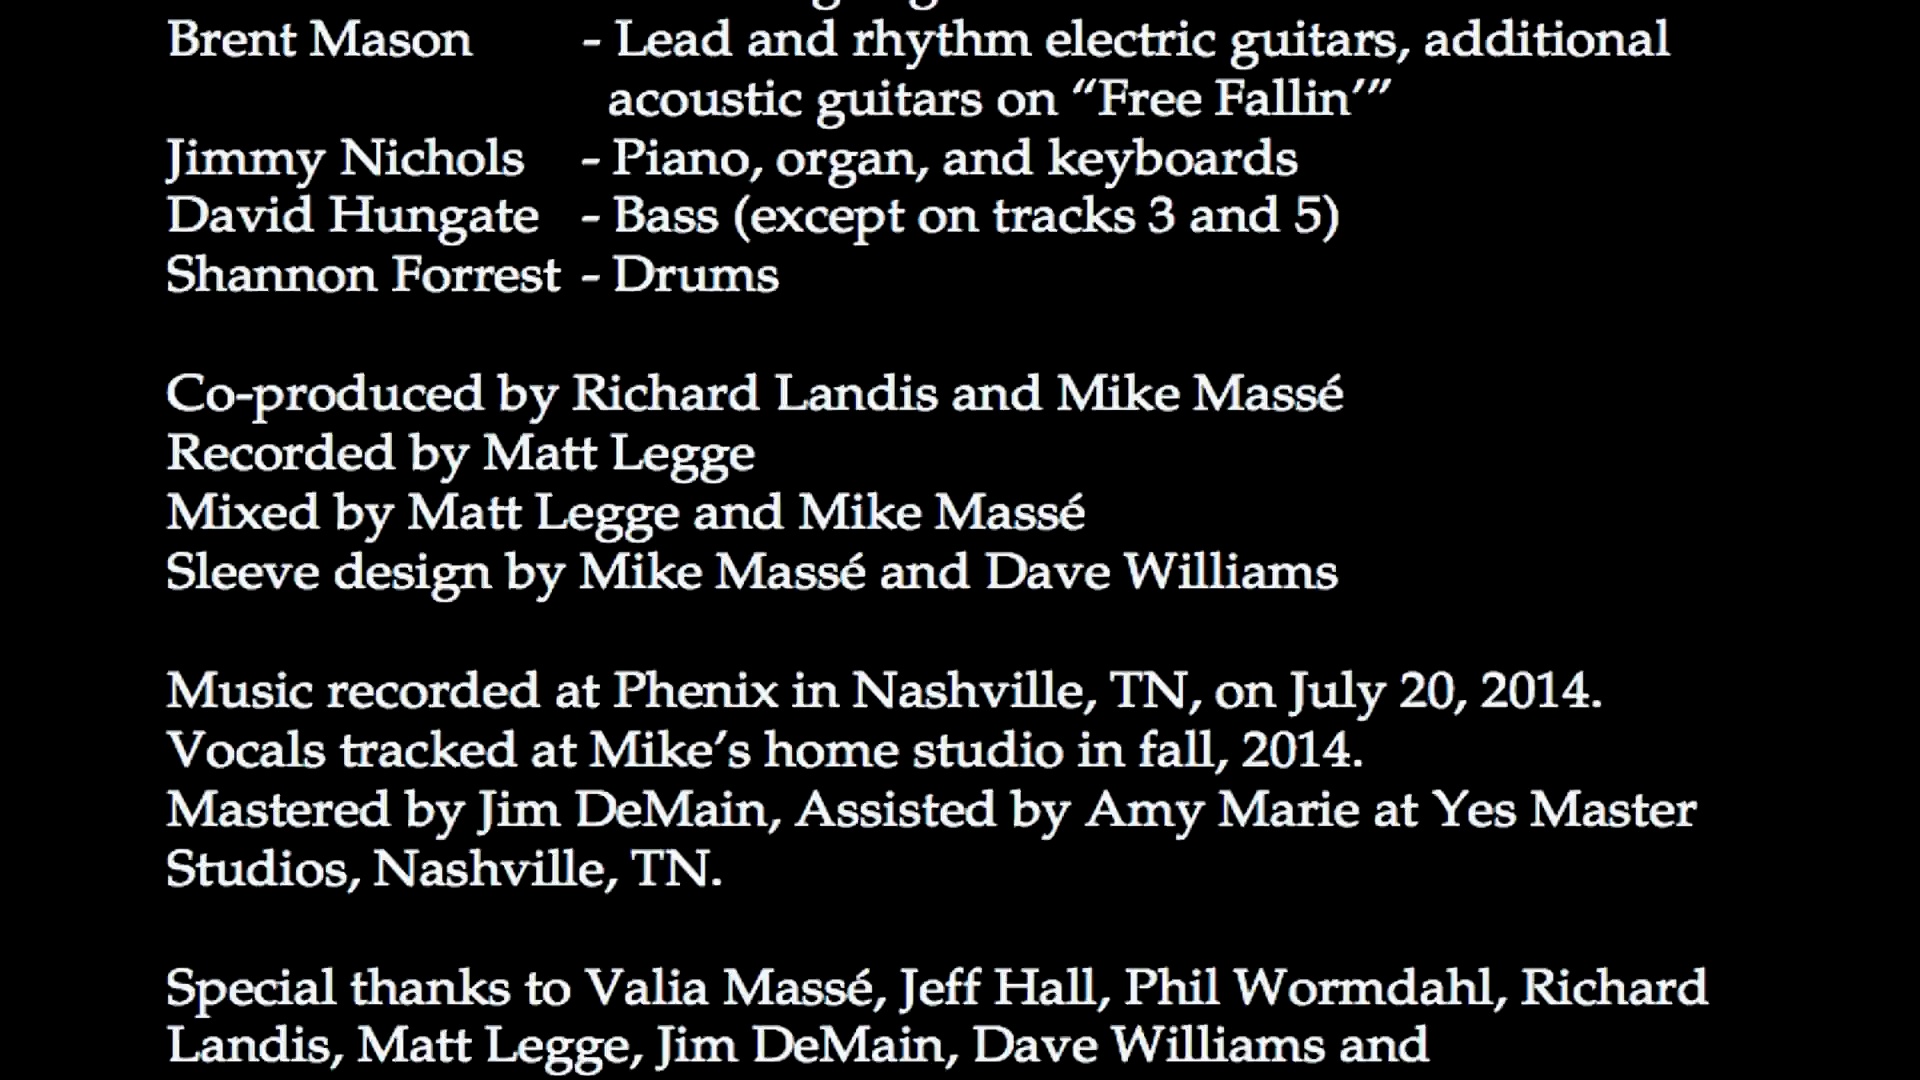 Brent Mason - Lead and rhythm electric guitars, additional
acoustic guitars on “Free Fallin’”
Jimmy Nichols - Piano, organ, and keyboards
David Hungate - Bass (except on tracks 3 and 5)
Shannon Forrest - Drums
Co-produced by Richard Landis and Mike Massé
Recorded by Matt Legge
Mixed by Matt Legge and Mike Massé
Sleeve design by Mike Massé and Dave Williams
Music recorded at Phenix in Nashville, TN, on July 20, 2014.
Vocals tracked at Mike’s home studio in fall, 2014.
Mastered by Jim DeMain, Assisted by Amy Marie at Yes Master
Studios, Nashville, TN.
Special thanks to Valia Massé, Jeff Hall, Phil Wormdahl, Richard
Landis, Matt Legge, Jim DeMain, Dave Williams and